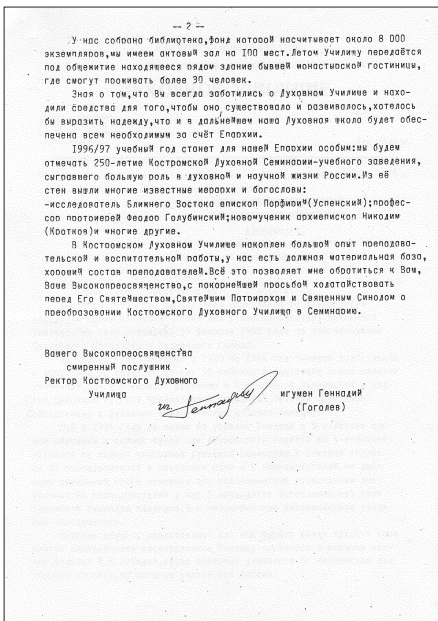 -- 2 --
У нас собрана библиотека,фонд которой насчитывает около 8 000
экземпляров,мы имеем актовый зал на I00 мест.Летом Училищу передаётся
под общежитие находящееся рядом здание бывшей монастырской гостиницы,
где смогут проживать более 30 человек.
Зная о том,что Вы всегда заботились о Духовном Училище и нахо-
дили средства для того,чтобы оно существовало и развивалось,хотелось
бы выразить надежду,что и в дальнейшем наша Духовная школа будет обес-
печена всем необходимым за счёт Епархии.
I996/97 учебный год станет для нашей Епархии особым:мы будем
отмечать 250-летие Костромской Духовной Семинарии-учебного заведения,
сыгравшего большую роль в духовной и научной жизни России.Из её
стен вышли многие известные иерархи и богословы:
-исследователь Ближнего Востока епископ Порфирий(Успенский);профес-
сор протоиерей Феодор Голубинский;новомученик архиепископ Никодим
(Кротков)и многие другие.
В Костромском Духовном Училище накоплен большой опыт преподава-
тельской и воспитательной работы,у нас есть должная материальная база,
хороший состав преподавателей.Всё это позволяет мне обратиться к Вам,
Ваше Высокопреосвященство,с покорнейшей просьбой ходатайствовать
перед Его Святейшеством,Святейшим Патриархом и Священным Синодом о
преобразовании Костромского Духовного Училища в Семинарию.
Вашего Высокопреосвященства
смиренный послушник
Ректор Костромского Духовного
Училища иг. Геннадий игумен Геннадий
(Гоголев)